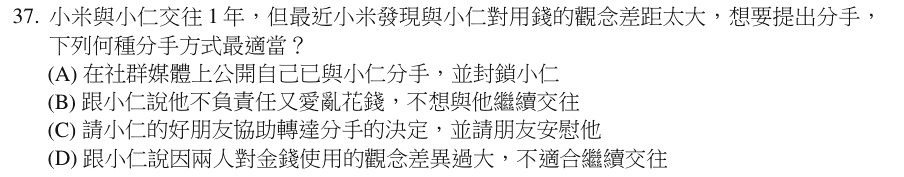 37. 小米與小仁交往 1 年，但最近小米發現與小仁對用錢的觀念差距太大，想要提出分手，
下列何種分手方式最適當？
(A) 在社群媒體上公開自己已與小仁分手，並封鎖小仁
(B) 跟小仁說他不負責任又愛亂花錢，不想與他繼續交往
(C) 請小仁的好朋友協助轉達分手的決定，並請朋友安慰他
(D) 跟小仁說因兩人對金錢使用的觀念差異過大，不適合繼續交往